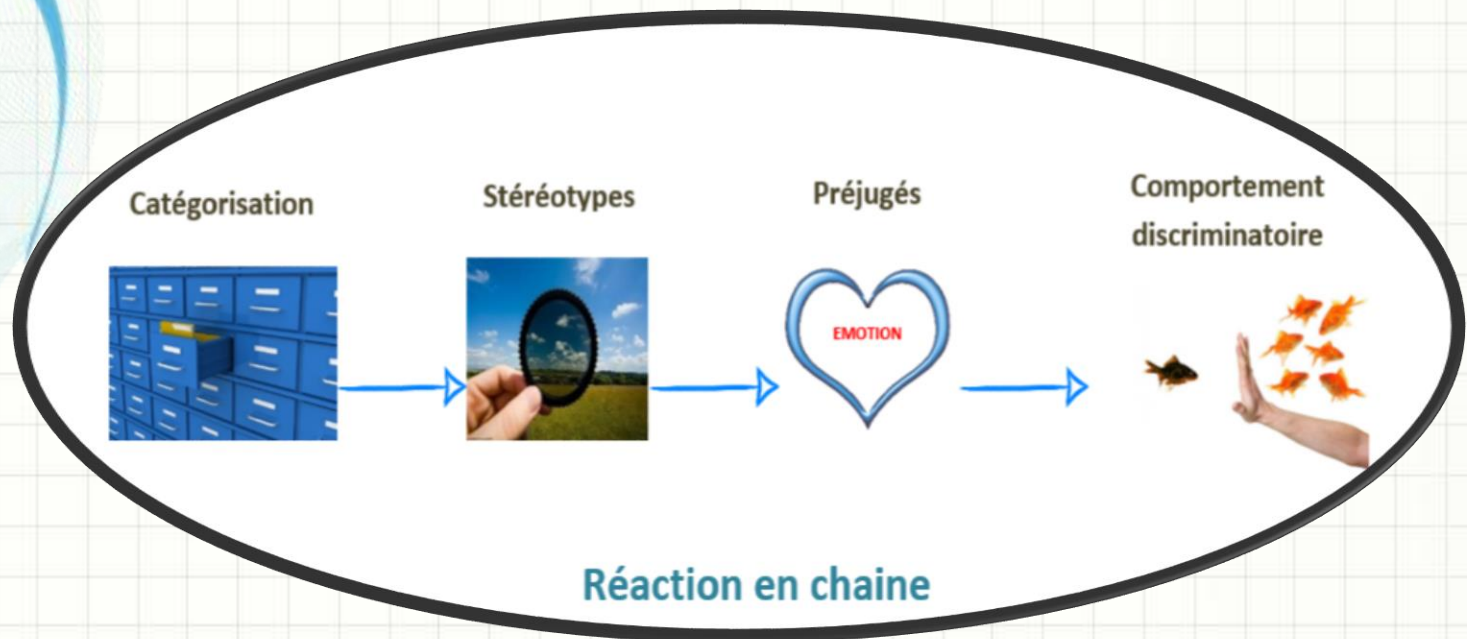 Catégorisation
Stéréotypes
Préjugés
Comportement
discriminatoire
EMOTION
Réaction en chaine